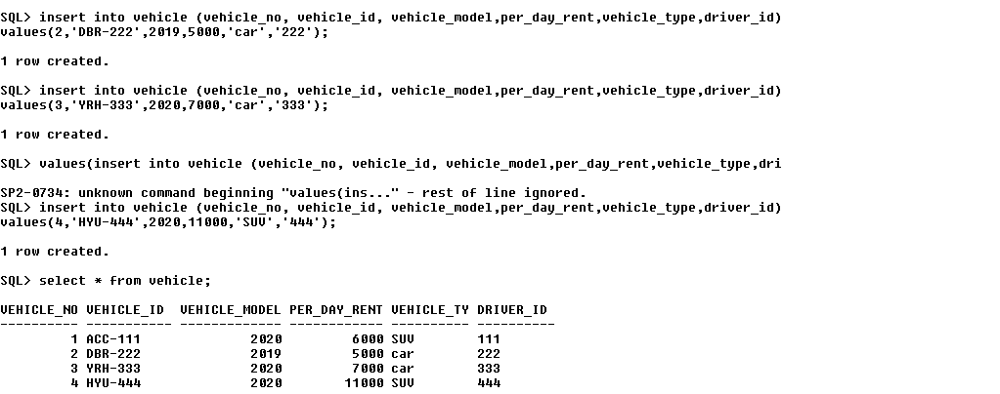 SQL> insert into vehicle (vehicle_no, vehicle_id, vehicle_model,per_day_rent,vehicle_type,driver_id)
values(2,'DBR-222',2019,5000,'car','222');
1 row created.
SQL> insert into vehicle (vehicle_no, vehicle_id, vehicle_model,per_day_rent,vehicle_type,driver_id)
values(3,'YRH-333',2020,7000,'car','333');
1 row created.
SQL> values(insert into vehicle (vehicle_no, vehicle_id, vehicle_model,per_day_rent,vehicle_type,dri
SP2-0734: unknown command beginning "values(ins..." - rest of line ignored.
SQL> insert into vehicle (vehicle_no, vehicle_id, vehicle_model,per_day_rent,vehicle_type,driver_id)
values(4,'HYU-444',2020,11000,'SUV','444');
1 row created.
SQL> select * from vehicle;
VEHICLE_NO VEHICLE_ID  VEHICLE_MODEL PER_DAY_RENT VEHICLE_TY DRIVER_ID
---------- ----------- ------------- ------------ ---------- ----------
         1 ACC-111              2020         6000 SUV        111
         2 DBR-222              2019         5000 car        222
         3 YRH-333              2020         7000 car        333
         4 HYU-444              2020        11000 SUV        444